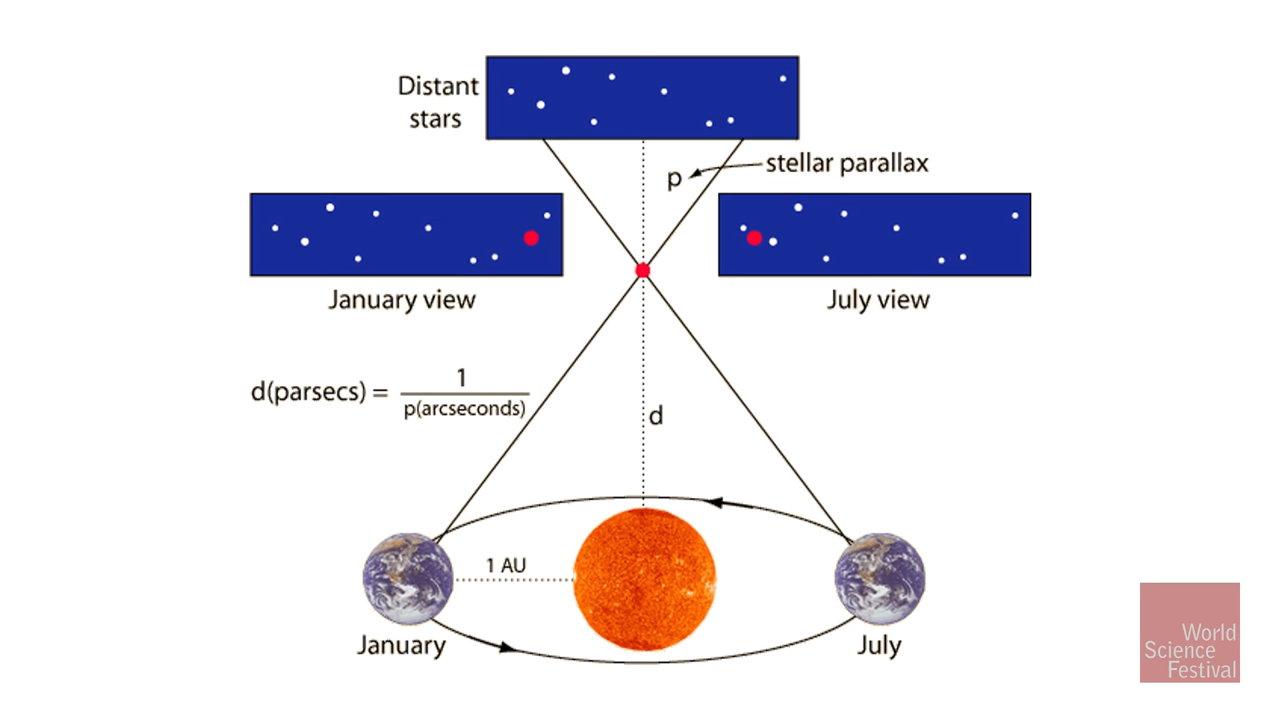 Distant
stars
p
stellar parallax
January view
July view
d(parsecs) = 1
p(arcseconds)
d
1 AU
January
July
World
Science
Festival